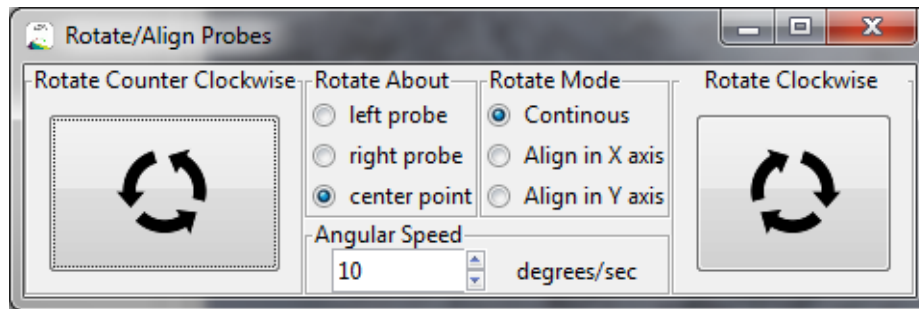 Rotate/Align Probes
Rotate Counter Clockwise
Rotate About
left probe
right probe
center point
Rotate Mode
Continous
Align in X axis
Align in Y axis
Angular Speed
10 degrees/sec
Rotate Clockwise